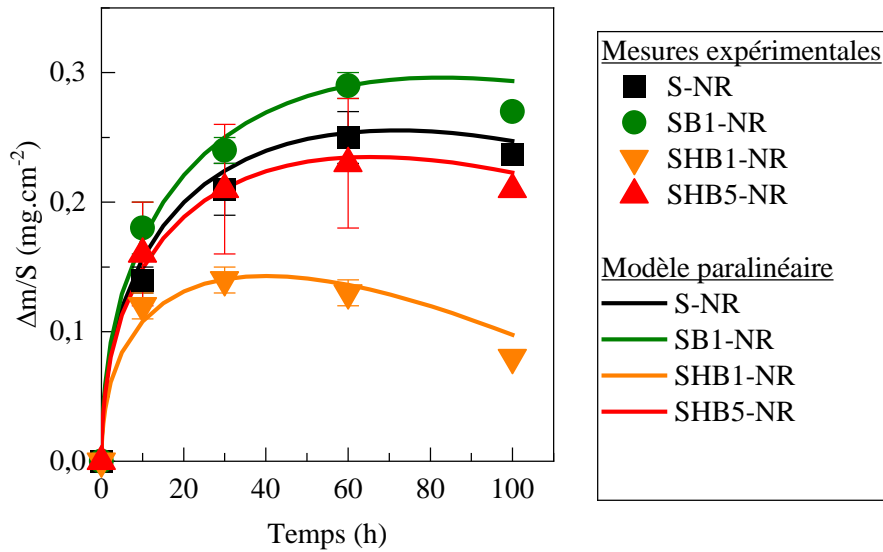 0,3
0,2
0,1
0,0
0
20
40
60
80
100
Δm/S (mg.cm⁻²)
Temps (h)
Mesures expérimentales
S-NR
SB1-NR
SHB1-NR
SHB5-NR
Modèle paralinéaire
S-NR
SB1-NR
SHB1-NR
SHB5-NR